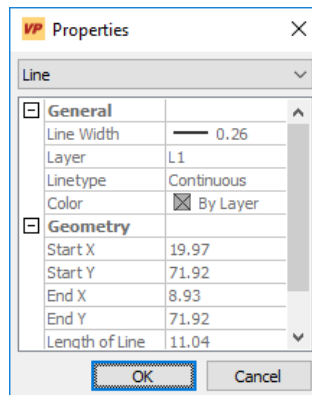 VP Properties
Line
General
Line Width 0.26
Layer L1
Linetype Continuous
Color By Layer
Geometry
Start X 19.97
Start Y 71.92
End X 8.93
End Y 71.92
Length of Line 11.04
OK Cancel